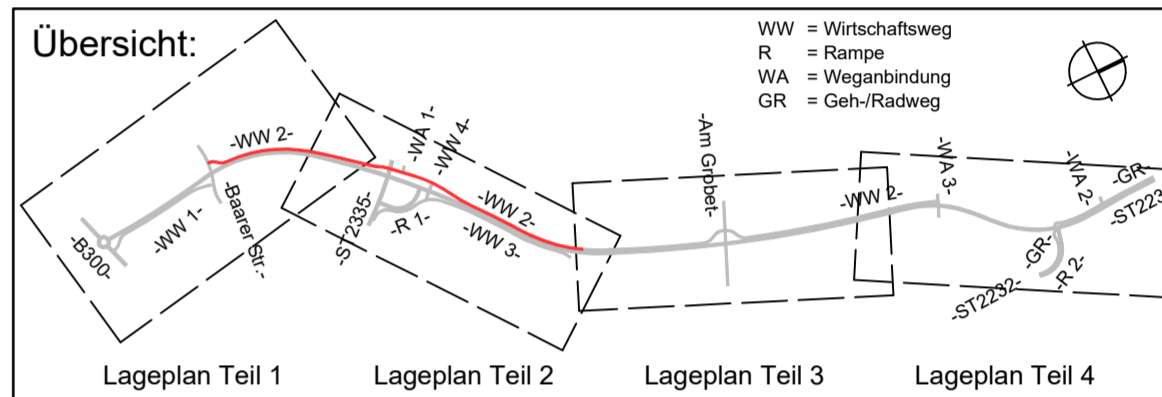 Übersicht:
WW = Wirtschaftsweg
R = Rampe
WA = Weganbindung
GR = Geh-/Radweg
-B300-
-WW 1-
-WW 2-
-Baarer Str.-
-ST2335-
-R 1-
-WA 1-
-WW 4-
-WW 2-
-WW 3-
-Am Grobet-
-WW 2-
-WA 3-
-WA 2-
-GR-
-ST223
-GR-
-R 2-
-ST2232-
Lageplan Teil 1
Lageplan Teil 2
Lageplan Teil 3
Lageplan Teil 4